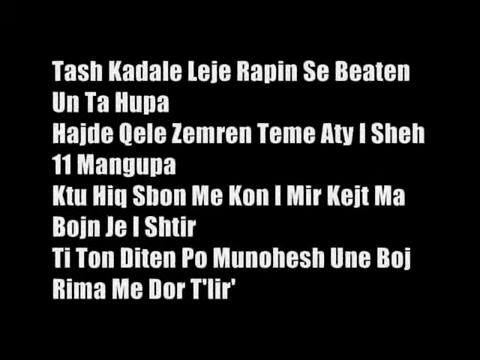 Tash Kadale Leje Rapin Se Beaten
Un Ta Hupa
Hajde Qele Zemren Teme Aty I Sheh
11 Mangupa
Ktu Hiq Sbon Me Kon I Mir Kejt Ma
Bojn Je I Shtir
Ti Ton Diten Po Munohesh Une Boj
Rima Me Dor T'lir'